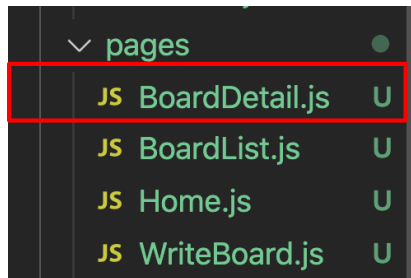 pages
JS BoardDetail.js U
JS BoardList.js U
JS Home.js U
JS WriteBoard.js U